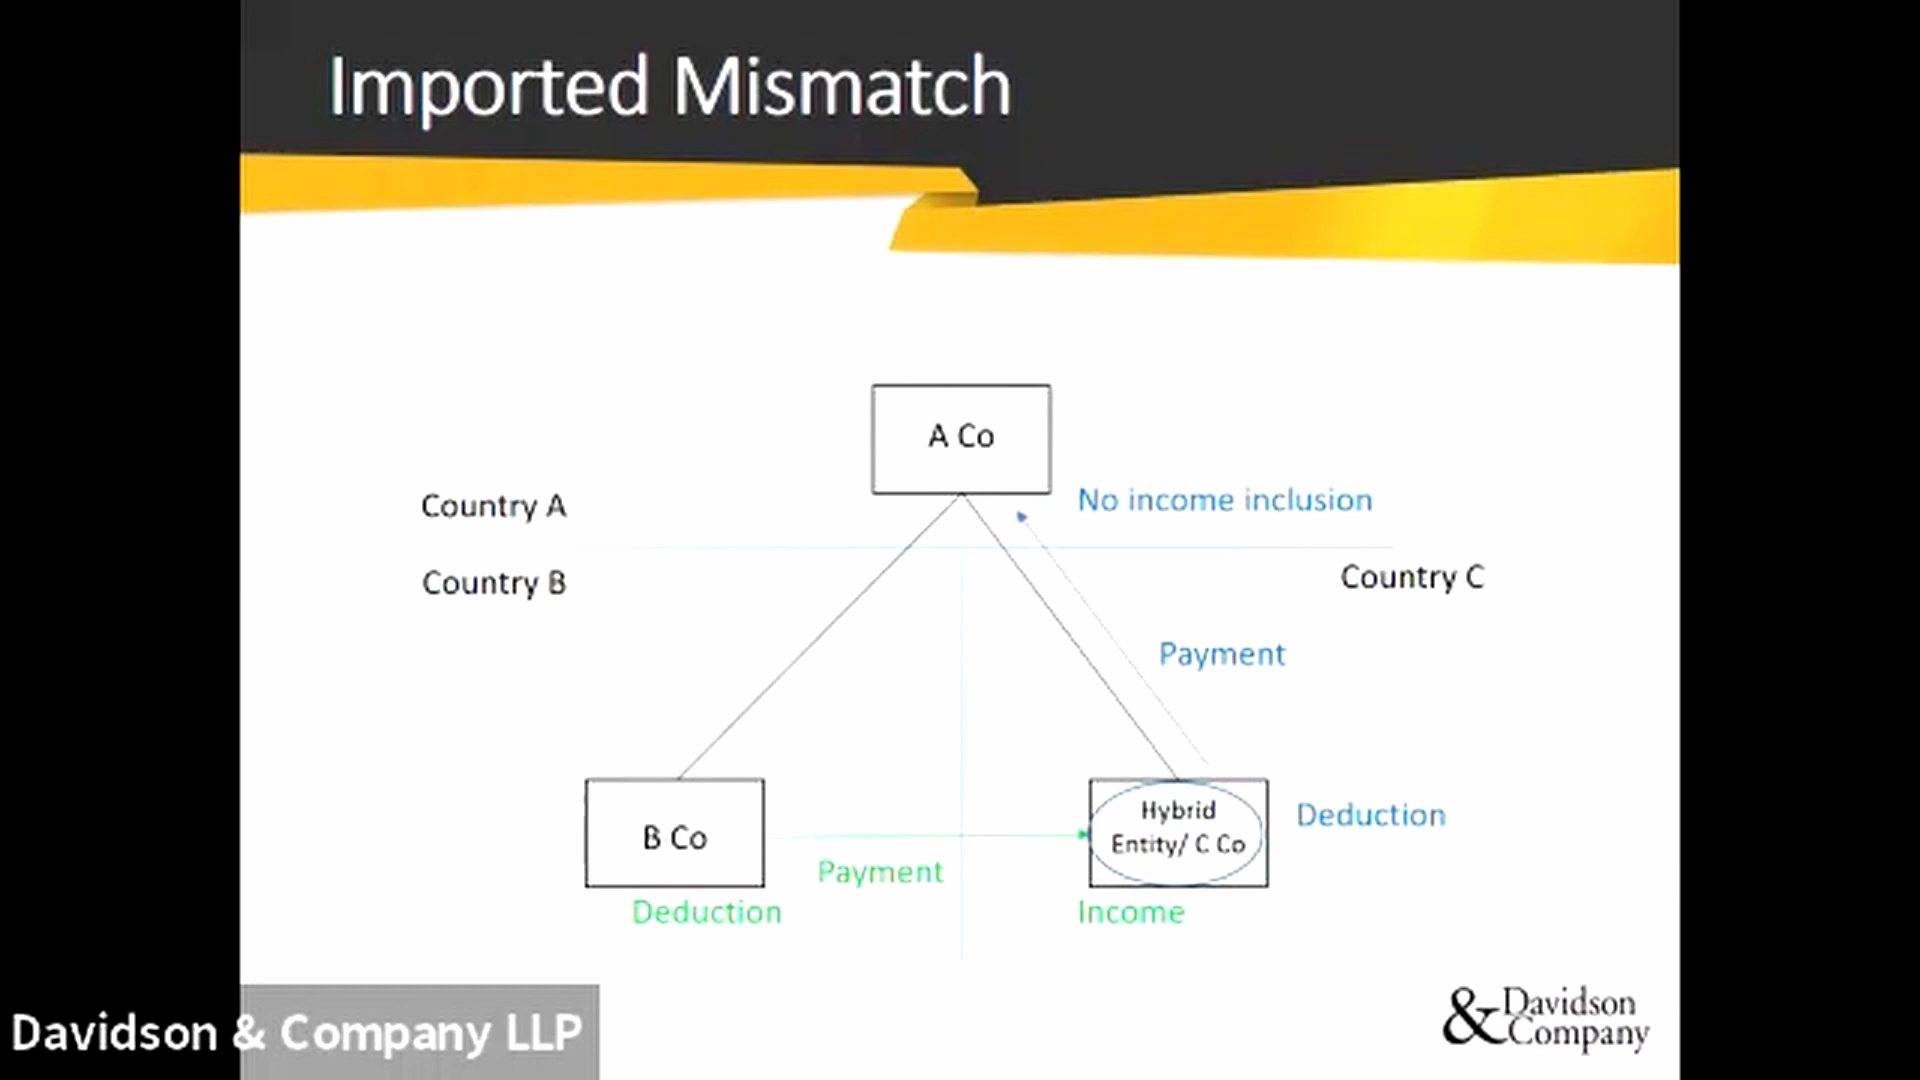 Imported Mismatch
A Co
Country A
No income inclusion
Country B
Country C
Payment
B Co
Hybrid
Entity/ C Co
Deduction
Payment
Deduction
Income
Davidson & Company LLP
& Davidson
Company